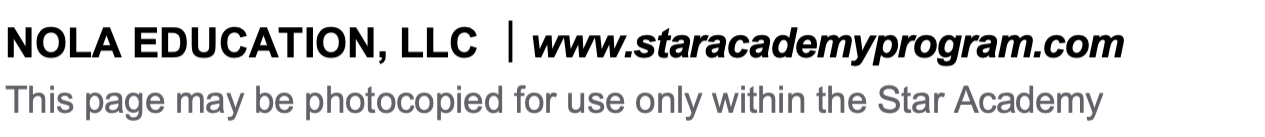 NOLA EDUCATION, LLC | www.staracademyprogram.com
This page may be photocopied for use only within the Star Academy